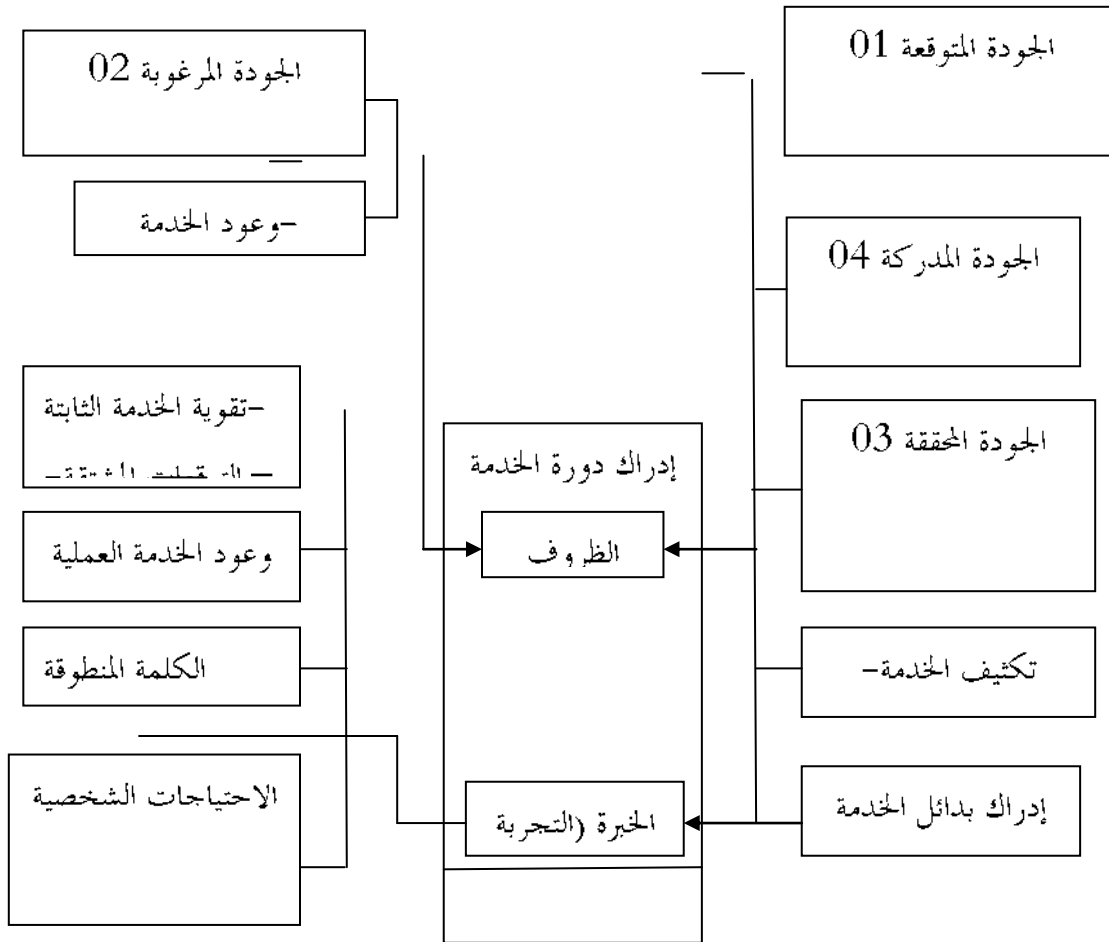 الجودة المتوقعة 01
الجودة المرغوبة 02
-وعود الخدمة
الجودة المدركة 04
-تقوية الخدمة الثابتة
الجودة المحققة 03
إدراك دورة الخدمة
الظروف
وعود الخدمة العملية
الكلمة المنطوقة
تكثيف الخدمة-
الاحتياجات الشخصية
الخبرة (التجربة
إدراك بدائل الخدمة